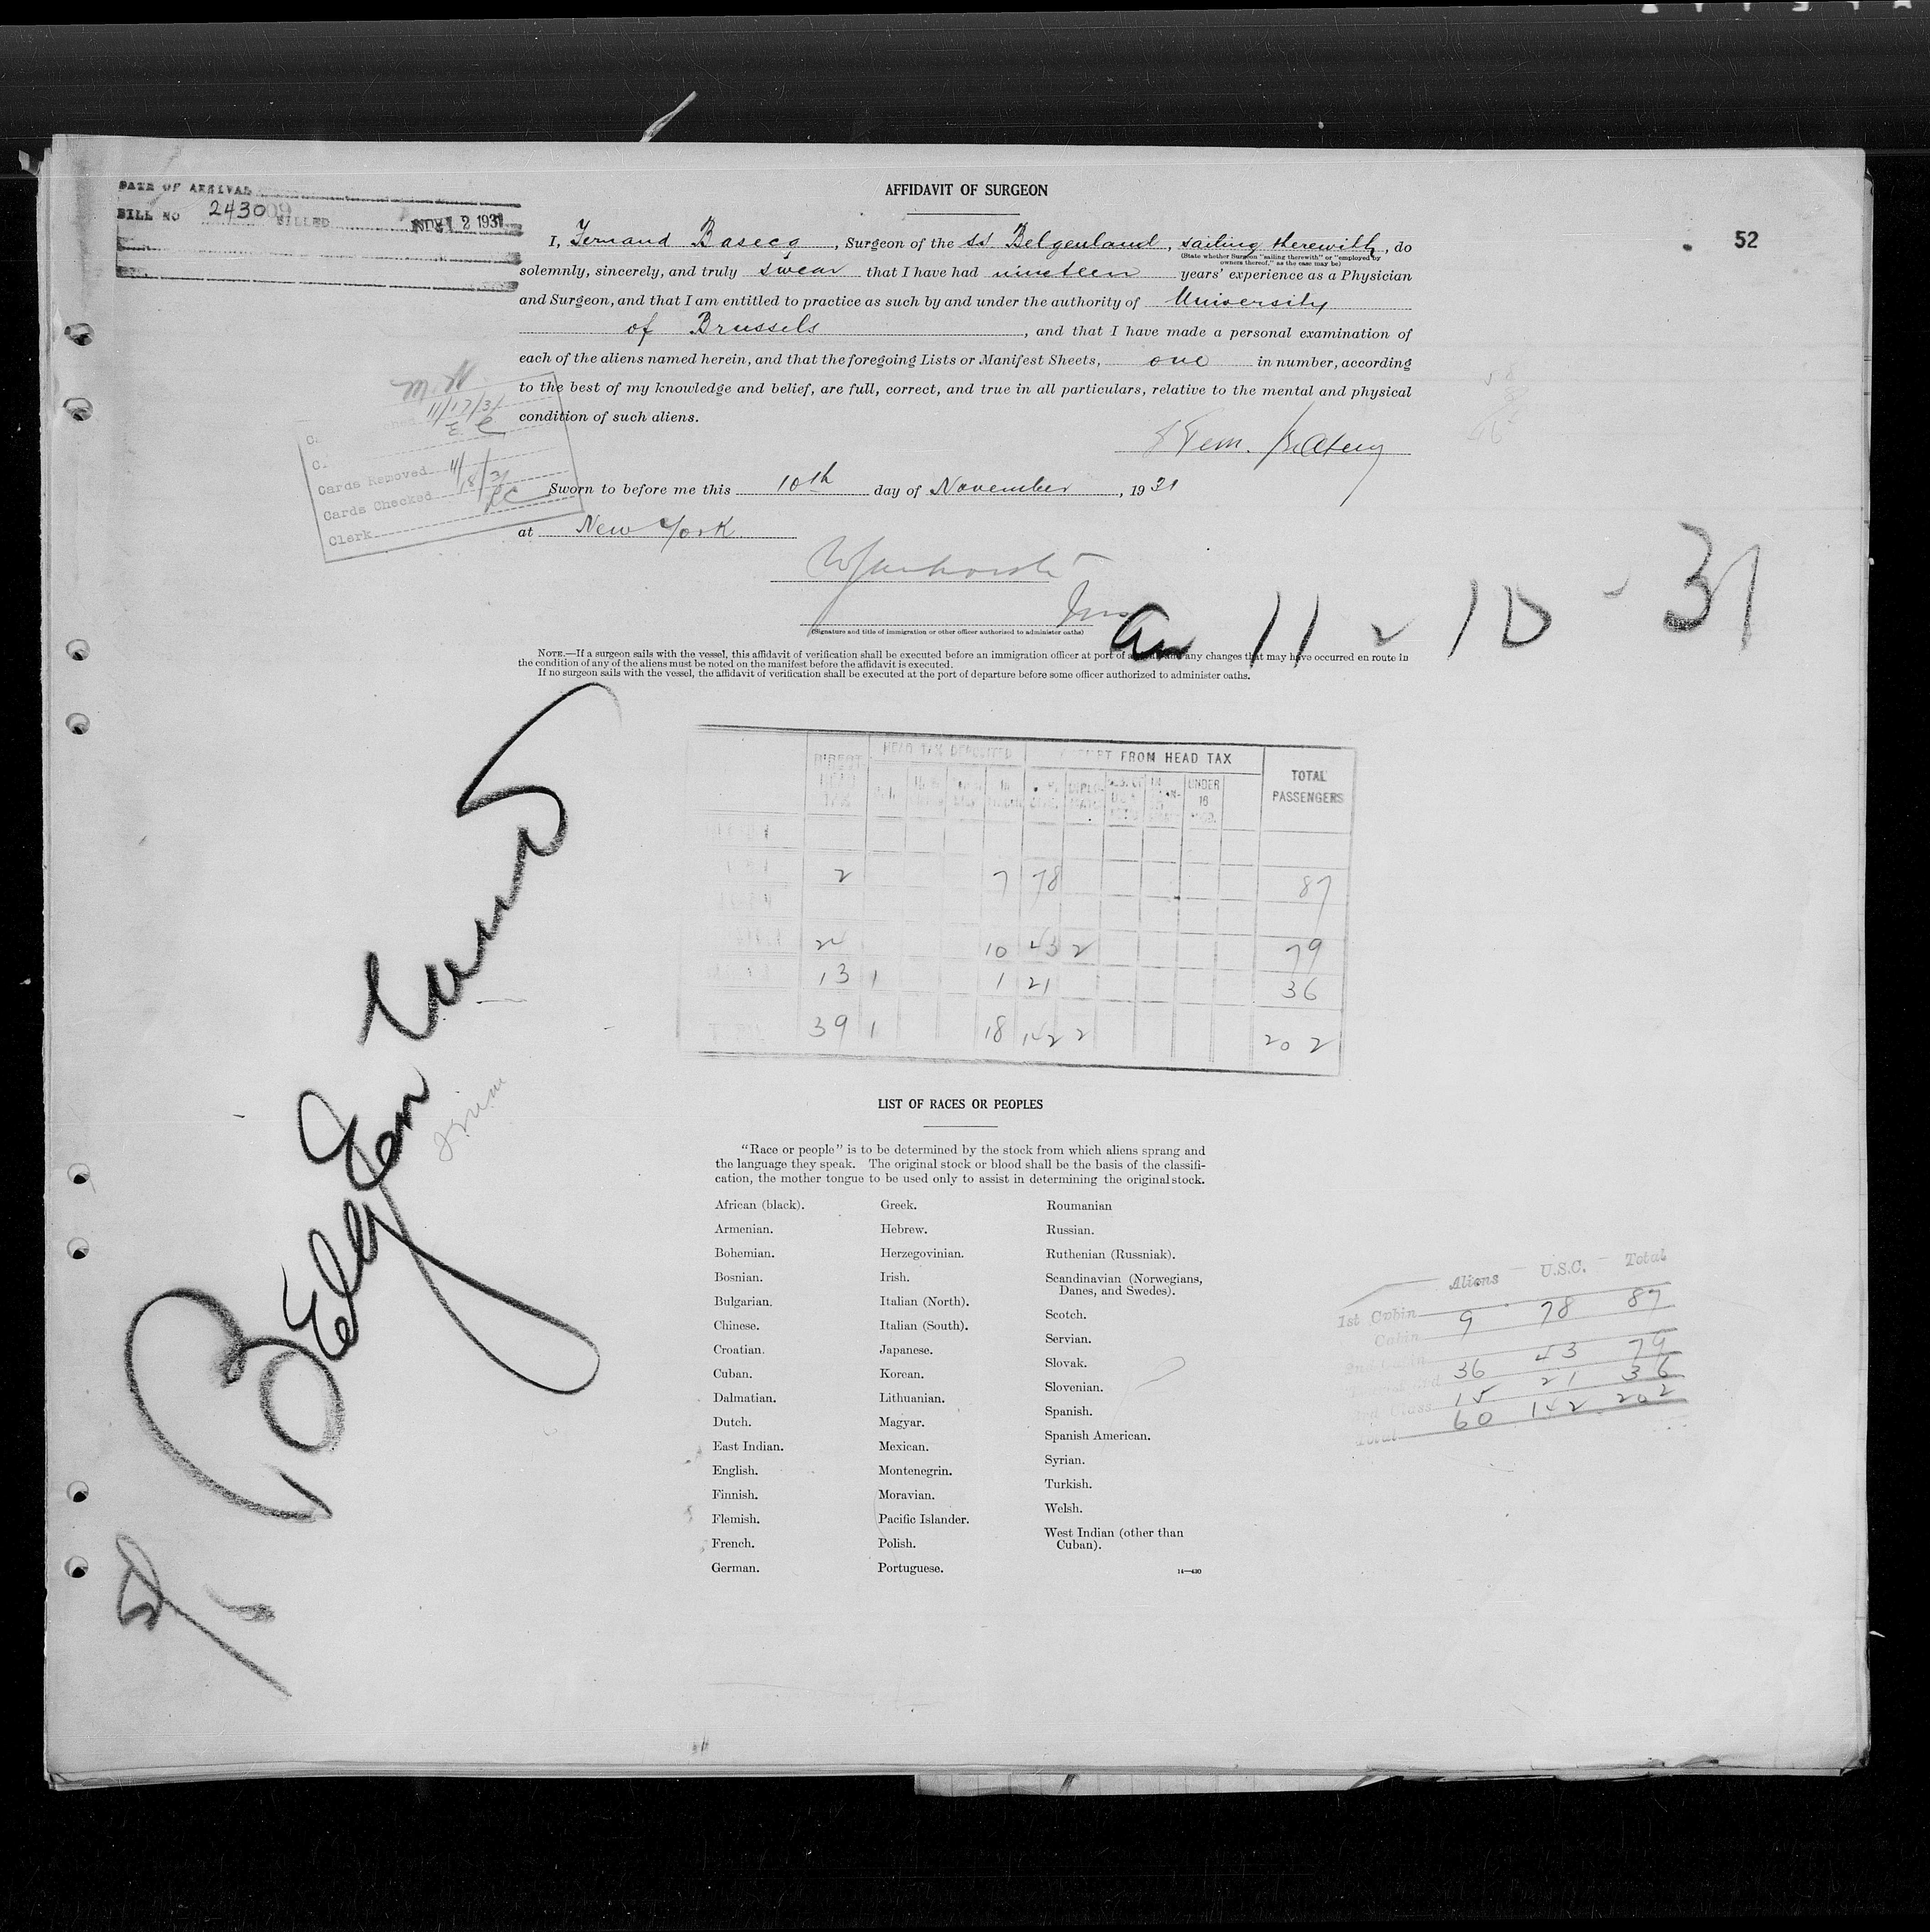 DATE OF ARRIVAL
BILL NO 2430 BILLED NOV 12 1931
AFFIDAVIT OF SURGEON
52
I, Fernand Basecq, Surgeon of the SS Belgenland, sailing therewith, do
(State whether Surgeon "sailing therewith" or "employed by
owners thereof," as the case may be)
solemnly, sincerely, and truly swear that I have had nineteen years' experience as a Physician
and Surgeon, and that I am entitled to practice as such by and under the authority of University
of Brussels, and that I have made a personal examination of
each of the aliens named herein, and that the foregoing Lists or Manifest Sheets, one in number, according
to the best of my knowledge and belief, are full, correct, and true in all particulars, relative to the mental and physical
condition of such aliens.
11/17/31
Cards Removed 11/18/31
Cards Checked
Clerk
Sworn to before me this 10th day of November, 1931
at New York
(Signature and title of immigration or other officer authorized to administer oaths)
11 - 10 - 31
NOTE.—If a surgeon sails with the vessel, this affidavit of verification shall be executed before an immigration officer at port of any changes that may have occurred en route in
the condition of any of the aliens must be noted on the manifest before the affidavit is executed.
If no surgeon sails with the vessel, the affidavit of verification shall be executed at the port of departure before some officer authorized to administer oaths.
BElgEnland
HEAD TAX DEPOSITED FROM HEAD TAX
TOTAL PASSENGERS
DIRECT HEAD TAX
UNDER 16
2 7 78 87
24 10 43 2 79
13 1 1 21 36
39 1 18 142 2 202
LIST OF RACES OR PEOPLES
"Race or people" is to be determined by the stock from which aliens sprang and
the language they speak. The original stock or blood shall be the basis of the classifi-
cation, the mother tongue to be used only to assist in determining the original stock.
African (black).
Armenian.
Bohemian.
Bosnian.
Bulgarian.
Chinese.
Croatian.
Cuban.
Dalmatian.
Dutch.
East Indian.
English.
Finnish.
Flemish.
French.
German.
Greek.
Hebrew.
Herzegovinian.
Irish.
Italian (North).
Italian (South).
Japanese.
Korean.
Lithuanian.
Magyar.
Mexican.
Montenegrin.
Moravian.
Pacific Islander.
Polish.
Portuguese.
Roumanian
Russian.
Ruthenian (Russniak).
Scandinavian (Norwegians,
Danes, and Swedes).
Scotch.
Servian.
Slovak.
Slovenian.
Spanish.
Spanish American.
Syrian.
Turkish.
Welsh.
West Indian (other than
Cuban).
14—430
Aliens U.S.C. Total
1st Cabin 9 78 87
Cabin
36 43 79
15 21 36
Total 60 142 202